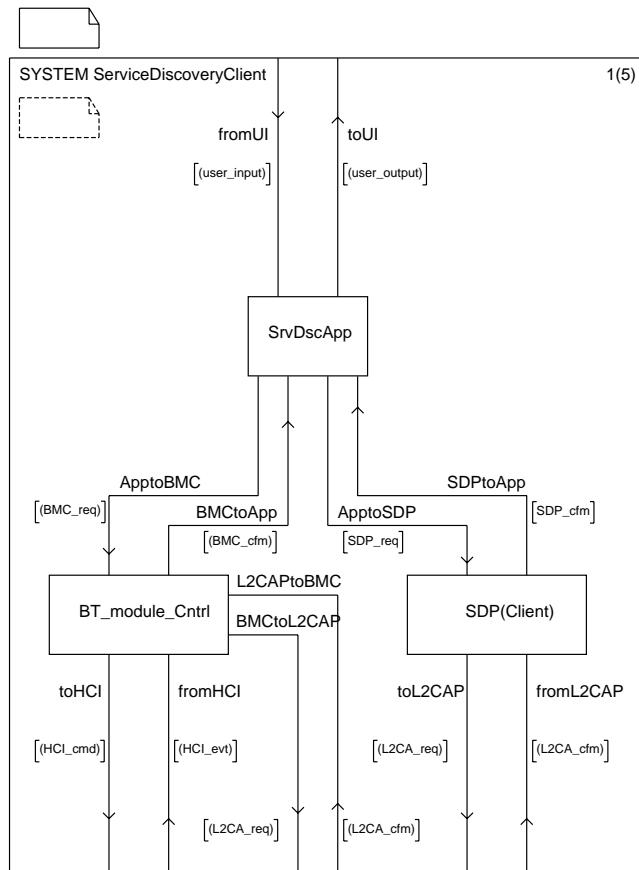 SYSTEM ServiceDiscoveryClient 1(5)
fromUI toUI
(user_input) (user_output)
SrvDscApp
ApptoBMC SDPtoApp
(BMC_req) BMCtoApp ApptoSDP SDP_cfm
(BMC_cfm) SDP_req
L2CAPtoBMC
BT_module_Cntrl SDP(Client)
BMCtoL2CAP
toHCI fromHCI toL2CAP fromL2CAP
(HCI_cmd) (HCI_evt) (L2CA_req) (L2CA_cfm)
(L2CA_req) (L2CA_cfm)